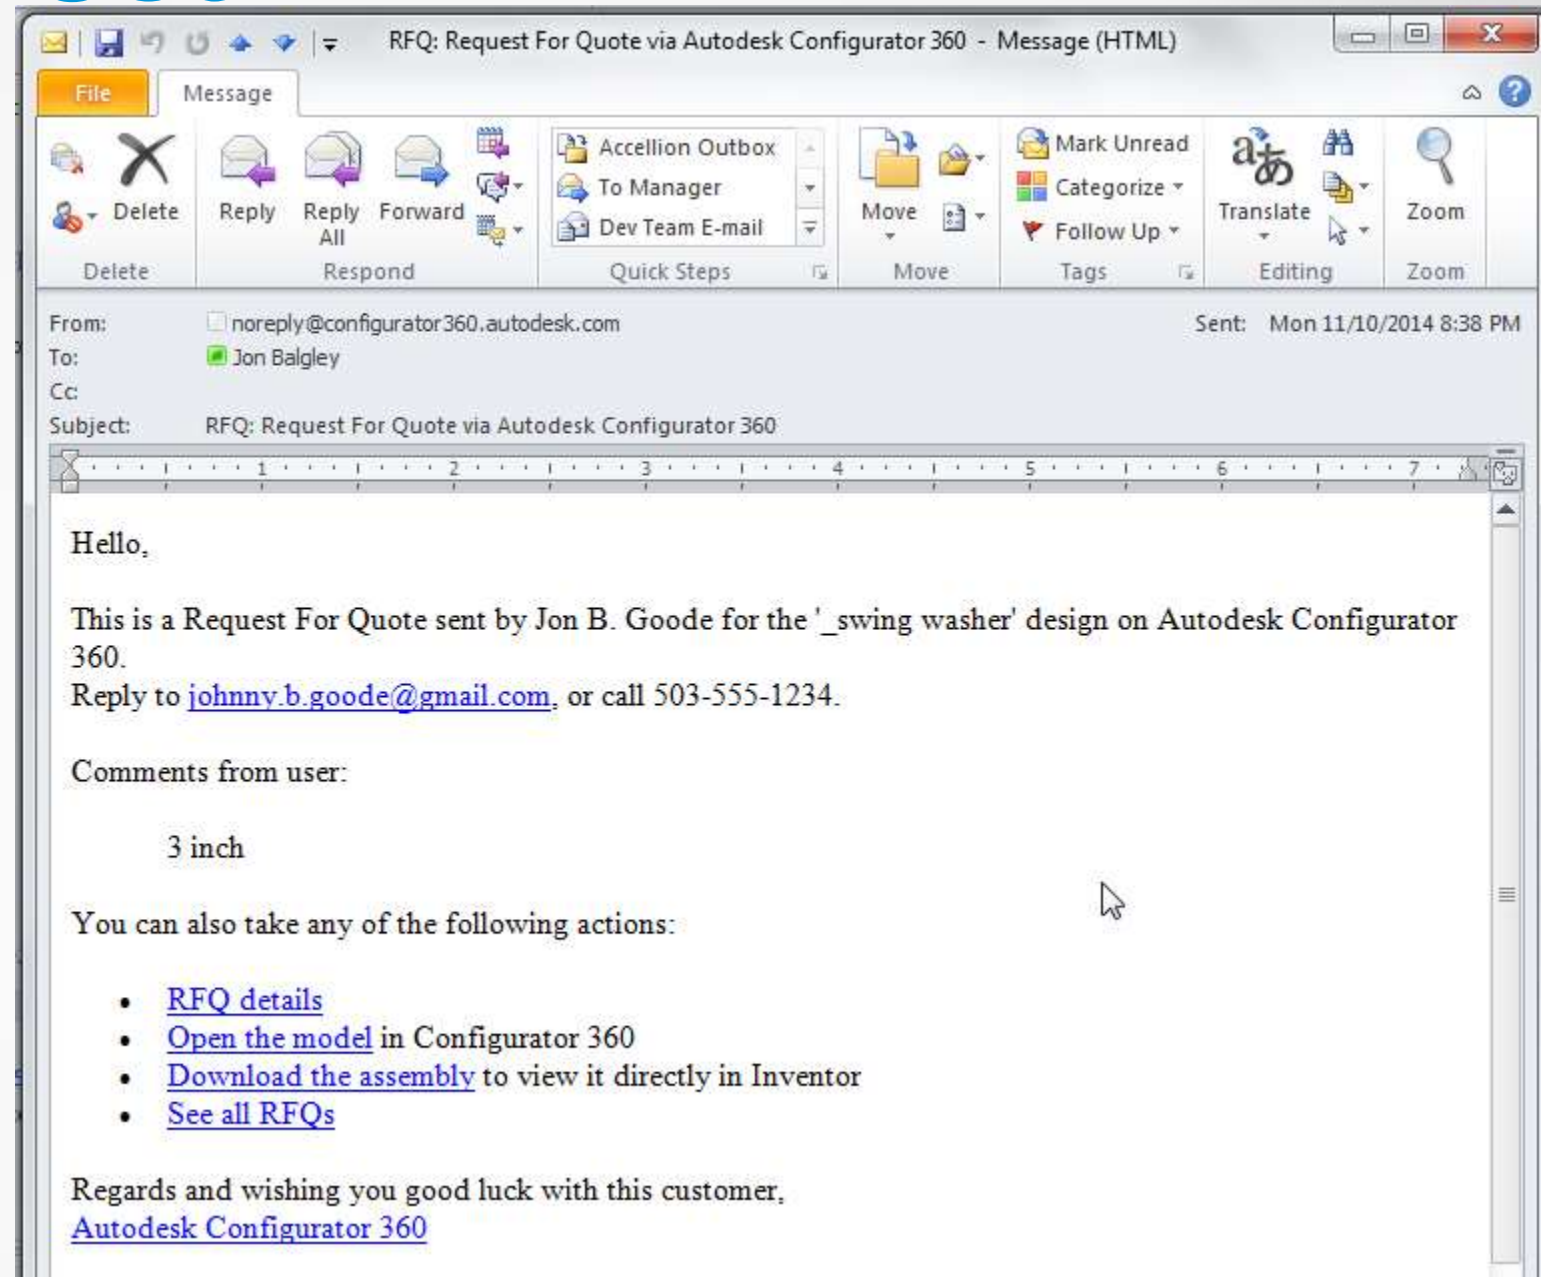 RFQ: Request For Quote via Autodesk Configurator 360 - Message (HTML)
File Message
Delete
Reply
Reply All
Forward
Accellion Outbox
To Manager
Dev Team E-mail
Move
Mark Unread
Categorize
Follow Up
Translate
Zoom
Delete Respond Quick Steps Move Tags Editing Zoom
From: noreply@configurator360.autodesk.com Sent: Mon 11/10/2014 8:38 PM
To: Jon Balgley
Cc:
Subject: RFQ: Request For Quote via Autodesk Configurator 360
1 2 3 4 5 6 7
Hello,
This is a Request For Quote sent by Jon B. Goode for the '_swing washer' design on Autodesk Configurator
360.
Reply to johnny.b.goode@gmail.com, or call 503-555-1234.
Comments from user:
3 inch
You can also take any of the following actions:
• RFQ details
• Open the model in Configurator 360
• Download the assembly to view it directly in Inventor
• See all RFQs
Regards and wishing you good luck with this customer,
Autodesk Configurator 360